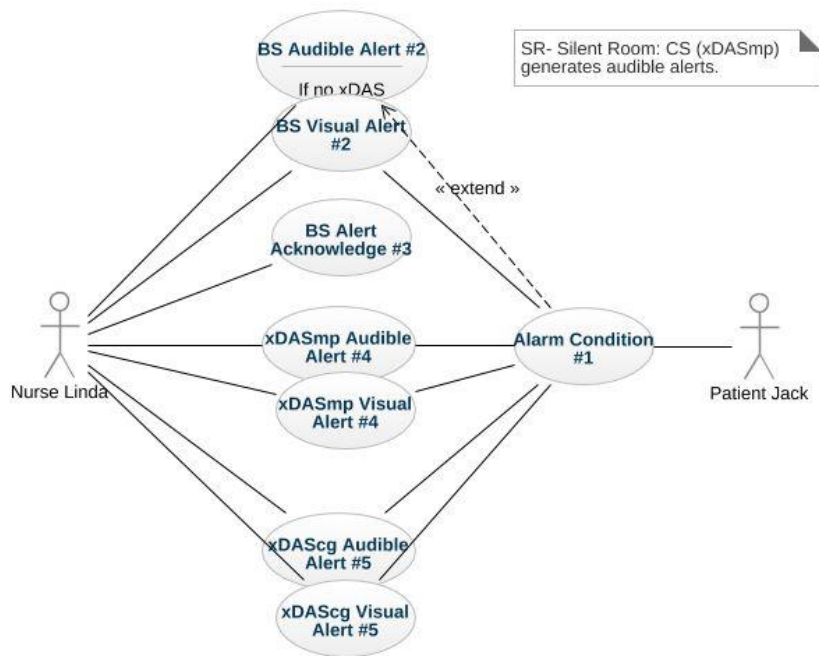 BS Audible Alert #2
If no xDAS
BS Visual Alert
#2
SR- Silent Room: CS (xDASmp)
generates audible alerts.
« extend »
BS Alert
Acknowledge #3
xDASmp Audible
Alert #4
Alarm Condition
#1
Nurse Linda
xDASmp Visual
Alert #4
Patient Jack
xDAScg Audible
Alert #5
xDAScg Visual
Alert #5